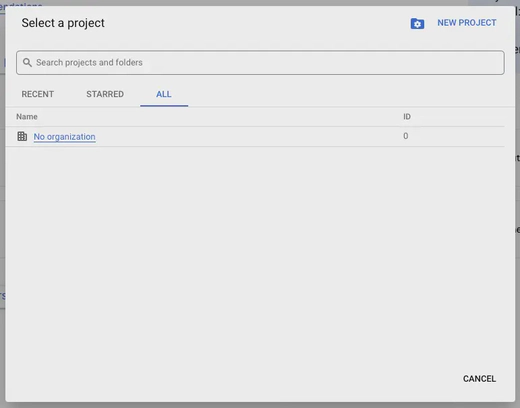 Select a project
NEW PROJECT
Search projects and folders
RECENT
STARRED
ALL
Name
ID
No organization
0
CANCEL